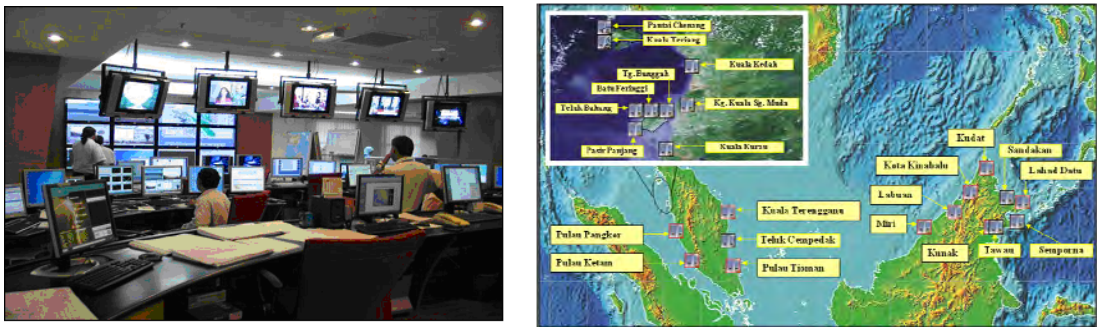 Pantai Chenang
Kuala Teriang
Kuala Kedah
Tg. Bunggah
Batu Feringgi
Teluk Bahang
Kg. Kuala Sg. Muda
Pasir Panjang
Kuala Kurau
Kudat
Sandakan
Kota Kinabalu
Lahad Datu
Labuan
Kuala Terengganu
Miri
Pulau Pangkor
Teluk Cempedak
Kunak
Tawau
Semporna
Pulau Ketam
Pulau Tioman